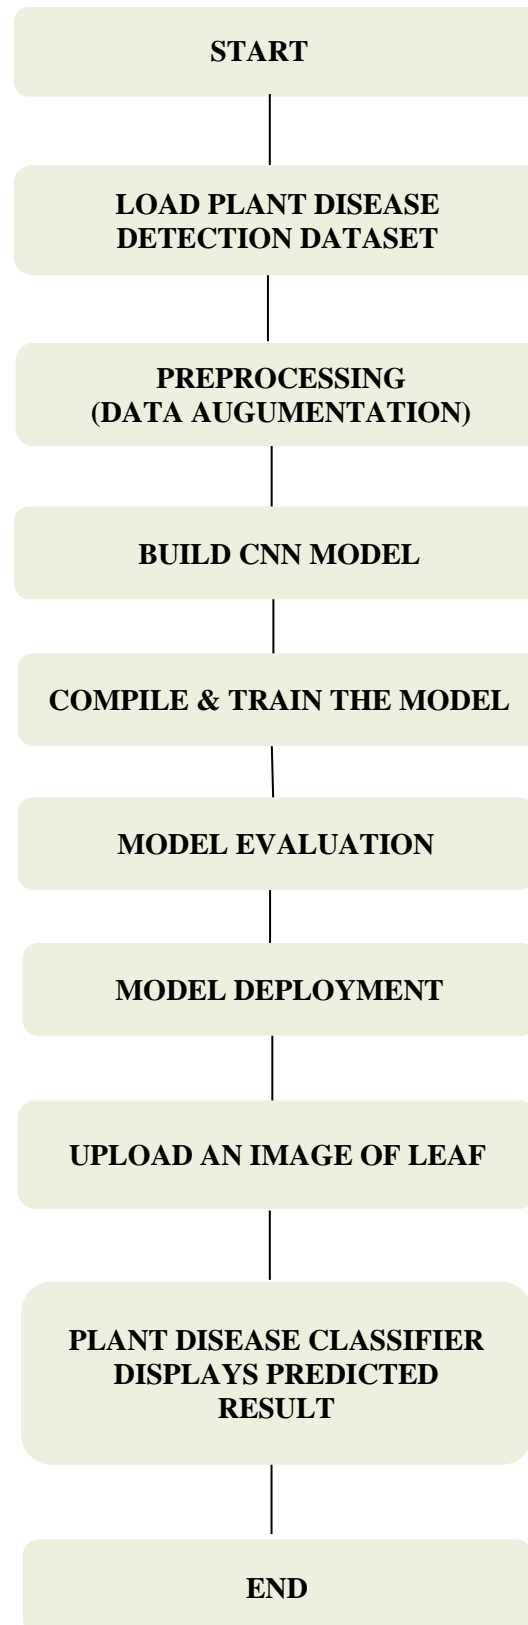 START
LOAD PLANT DISEASE
DETECTION DATASET
PREPROCESSING
(DATA AUGUMENTATION)
BUILD CNN MODEL
COMPILE & TRAIN THE MODEL
MODEL EVALUATION
MODEL DEPLOYMENT
UPLOAD AN IMAGE OF LEAF
PLANT DISEASE CLASSIFIER
DISPLAYS PREDICTED
RESULT
END